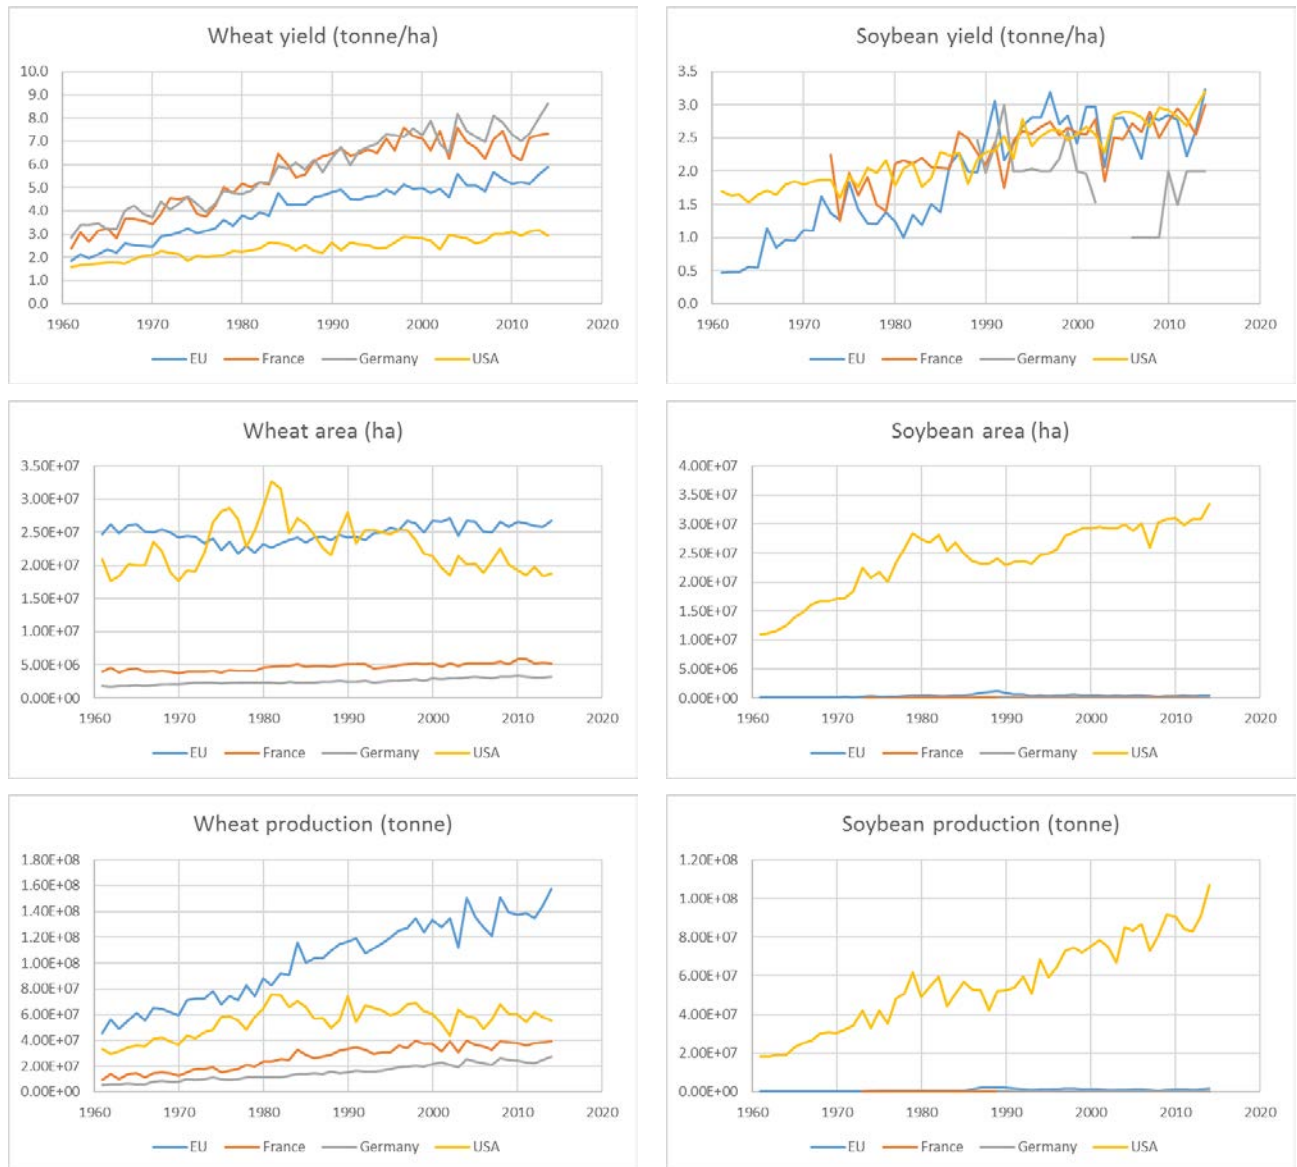 Wheat yield (tonne/ha)
10.0
9.0
8.0
7.0
6.0
5.0
4.0
3.0
2.0
1.0
0.0
1960 1970 1980 1990 2000 2010 2020
EU France Germany USA
Soybean yield (tonne/ha)
3.5
3.0
2.5
2.0
1.5
1.0
0.5
0.0
1960 1970 1980 1990 2000 2010 2020
EU France Germany USA
Wheat area (ha)
3.50E+07
3.00E+07
2.50E+07
2.00E+07
1.50E+07
1.00E+07
5.00E+06
0.00E+00
1960 1970 1980 1990 2000 2010 2020
EU France Germany USA
Soybean area (ha)
4.00E+07
3.50E+07
3.00E+07
2.50E+07
2.00E+07
1.50E+07
1.00E+07
5.00E+06
0.00E+00
1960 1970 1980 1990 2000 2010 2020
EU France Germany USA
Wheat production (tonne)
1.80E+08
1.60E+08
1.40E+08
1.20E+08
1.00E+08
8.00E+07
6.00E+07
4.00E+07
2.00E+07
0.00E+00
1960 1970 1980 1990 2000 2010 2020
EU France Germany USA
Soybean production (tonne)
1.20E+08
1.00E+08
8.00E+07
6.00E+07
4.00E+07
2.00E+07
0.00E+00
1960 1970 1980 1990 2000 2010 2020
EU France Germany USA